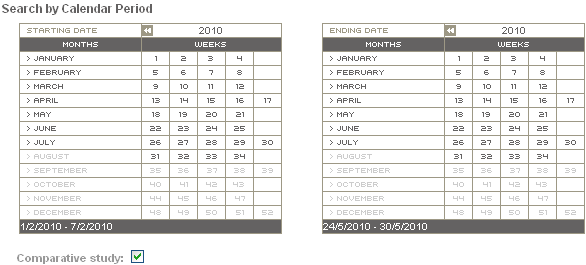 Search by Calendar Period
STARTING DATE 2010 ENDING DATE 2010
MONTHS WEEKS MONTHS WEEKS
> JANUARY 1 2 3 4 > JANUARY 1 2 3 4
> FEBRUARY 5 6 7 8 > FEBRUARY 5 6 7 8
> MARCH 9 10 11 12 > MARCH 9 10 11 12
> APRIL 13 14 15 16 17 > APRIL 13 14 15 16 17
> MAY 18 19 20 21 > MAY 18 19 20 21
> JUNE 22 23 24 25 > JUNE 22 23 24 25
> JULY 26 27 28 29 30 > JULY 26 27 28 29 30
> AUGUST 31 32 33 34 > AUGUST 31 32 33 34
> SEPTEMBER 35 36 37 38 39 > SEPTEMBER 35 36 37 38 39
> OCTOBER 40 41 42 43 > OCTOBER 40 41 42 43
> NOVEMBER 44 45 46 47 > NOVEMBER 44 45 46 47
> DECEMBER 48 49 50 51 52 > DECEMBER 48 49 50 51 52
1/2/2010 - 7/2/2010 24/5/2010 - 30/5/2010
Comparative study: